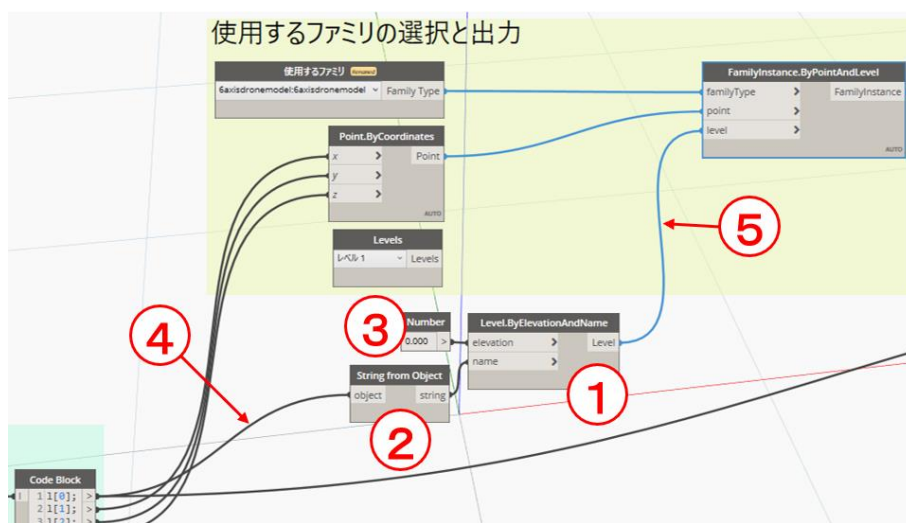 使用するファミリの選択と出力
使用するファミリ Renamed
6axisdronemodel:6axisdronemodel Family Type
FamilyInstance.ByPointAndLevel
familyType > FamilyInstance
point >
level >
AUTO
Point.ByCoordinates
x > Point
y >
z >
AUTO
Levels
レベル 1 Levels
⑤
④
③
Number
0.000 >
Level.ByElevationAndName
elevation > Level
name >
①
String from Object
object string
②
Code Block
l 1 l[0]; >
2 l[1]; >
3 l[2]; >